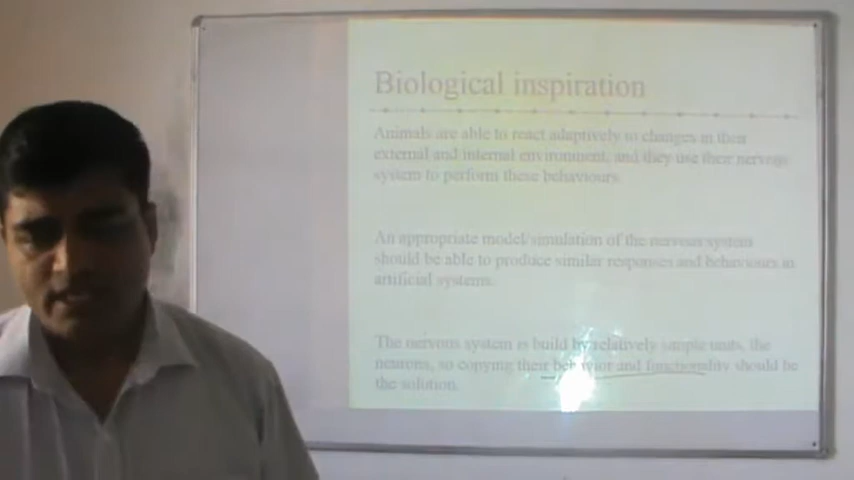 Biological inspiration
Animals are able to react adaptively to changes in their
external and internal environment, and they use their nervous
system to perform these behaviours.
An appropriate model/simulation of the nervous system
should be able to produce similar responses and behaviours in
artificial systems.
The nervous system is build by relatively simple units, the
neurons, so copying their behavior and functionality should be
the solution.